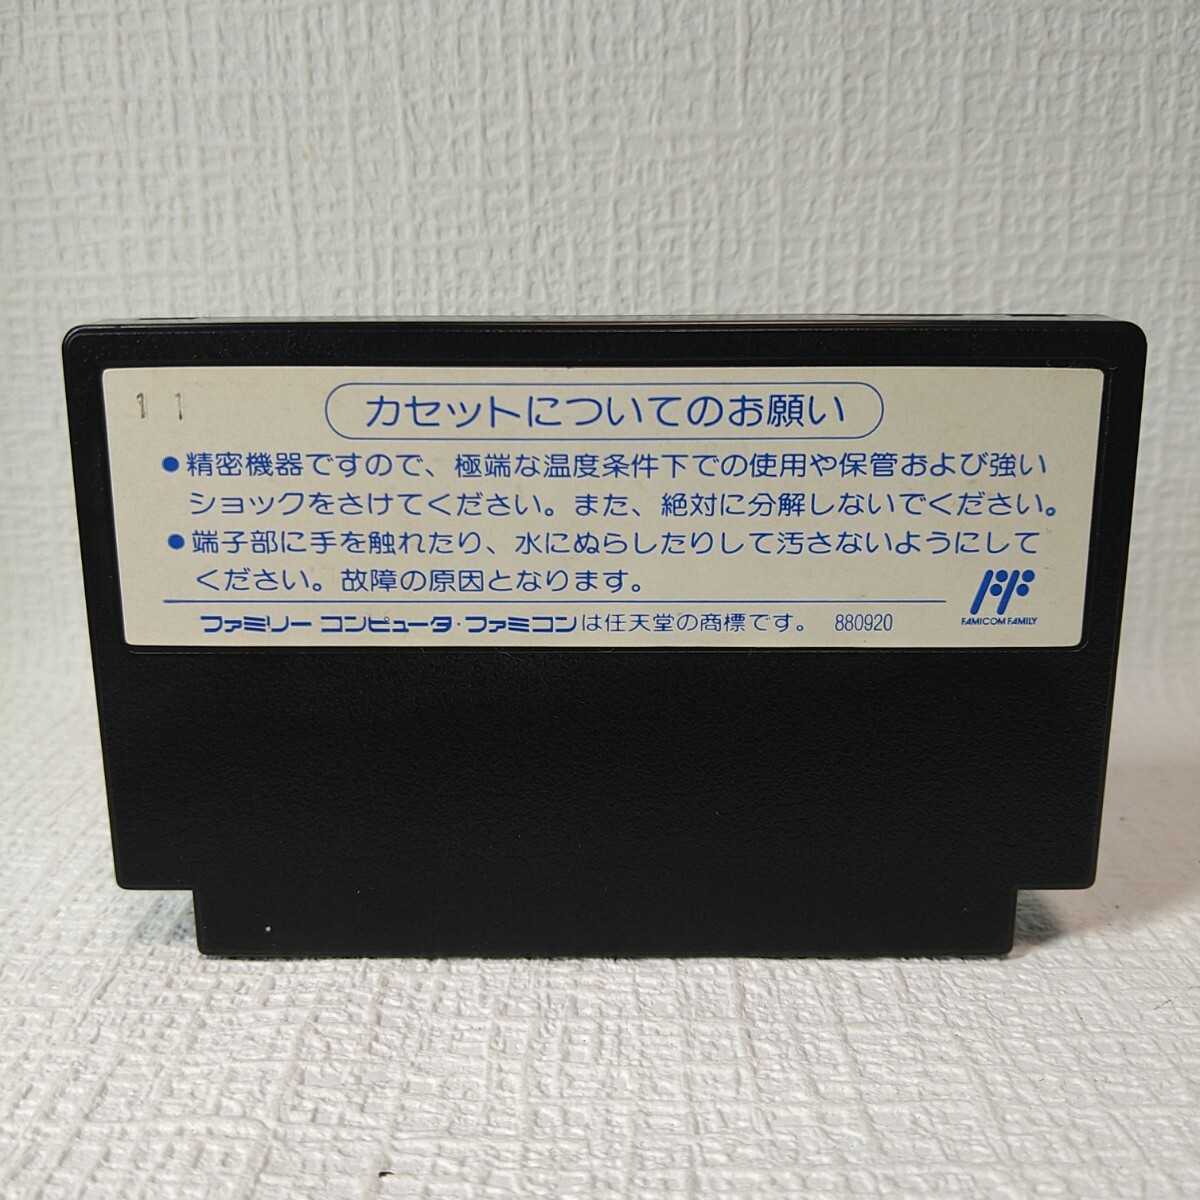 1 1
カセットについてのお願い
●精密機器ですので、極端な温度条件下での使用や保管および強い
ショックをさけてください。また、絶対に分解しないでください。
●端子部に手を触れたり、水にぬらしたりして汚さないようにして
ください。故障の原因となります。
FAMICOM FAMILY
ファミリー コンピュータ・ファミコンは任天堂の商標です。 880920